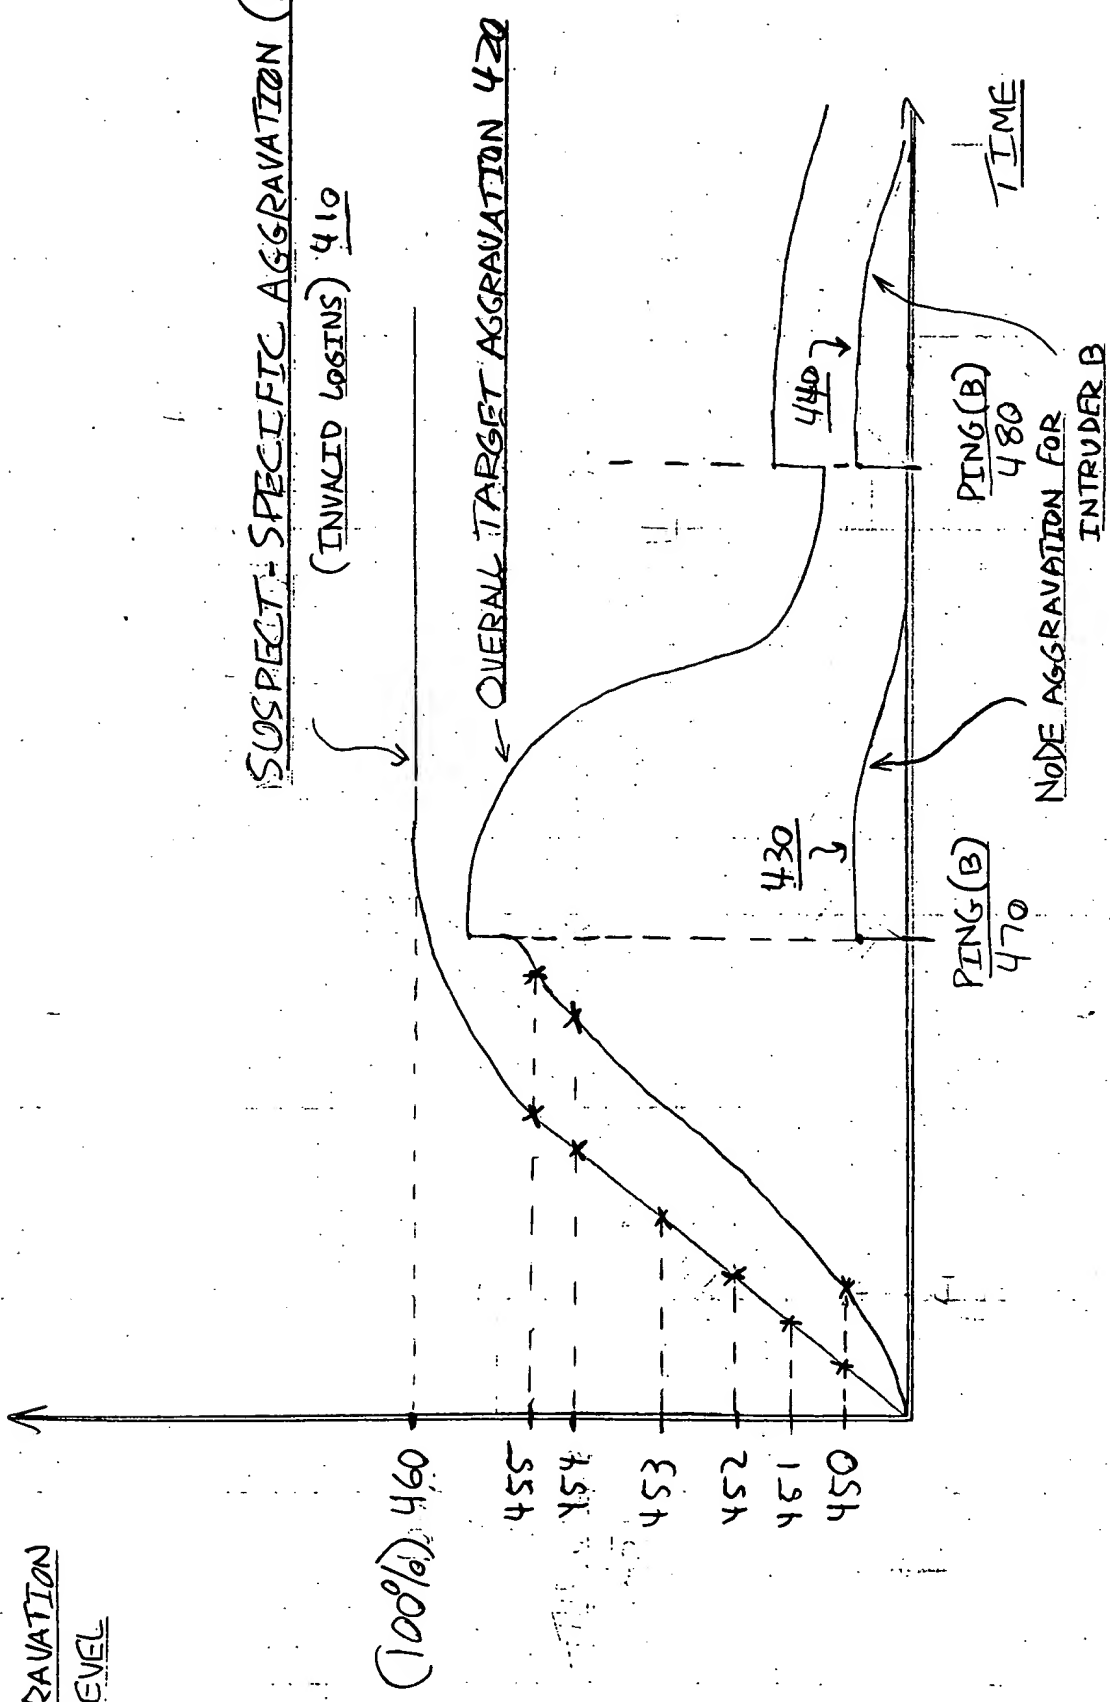 RAVATION
EVEL
(100%) 460
455
454
453
452
451
450
SUSPECT-SPECIFIC AGGRAVATION (
(INVALID LOGINS) 410
OVERALL TARGET AGGRAVATION 420
430
440
PING(B)
470
PING(B)
480
NODE AGGRAVATION FOR
INTRUDER B
TIME